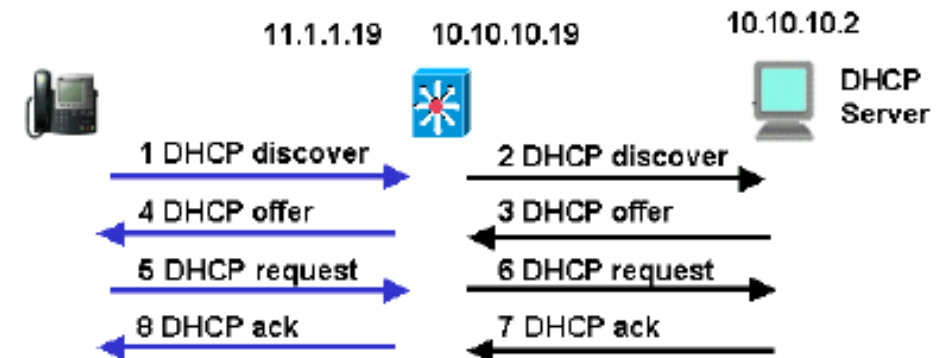 11.1.1.19 10.10.10.19 10.10.10.2
DHCP
Server
1 DHCP discover 2 DHCP discover
4 DHCP offer 3 DHCP offer
5 DHCP request 6 DHCP request
8 DHCP ack 7 DHCP ack